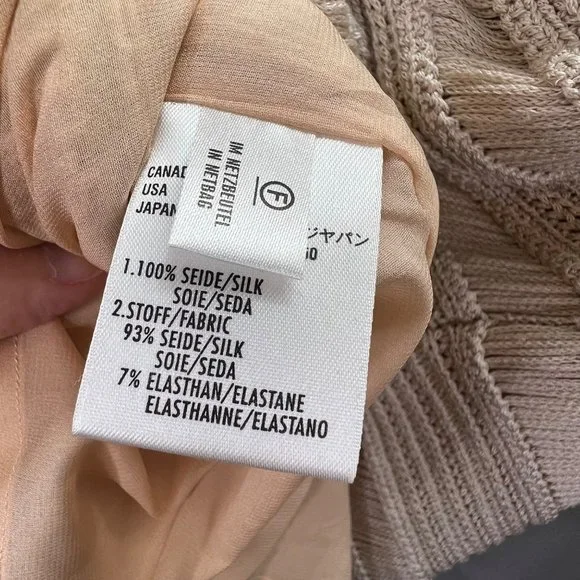 CANAD
USA
JAPAN
ジャパン
50
IM NETZBEUTEL
IN NETBAG
F
1.100% SEIDE/SILK
SOIE/SEDA
2.STOFF/FABRIC
93% SEIDE/SILK
SOIE/SEDA
7% ELASTHAN/ELASTANE
ELASTHANNE/ELASTANO